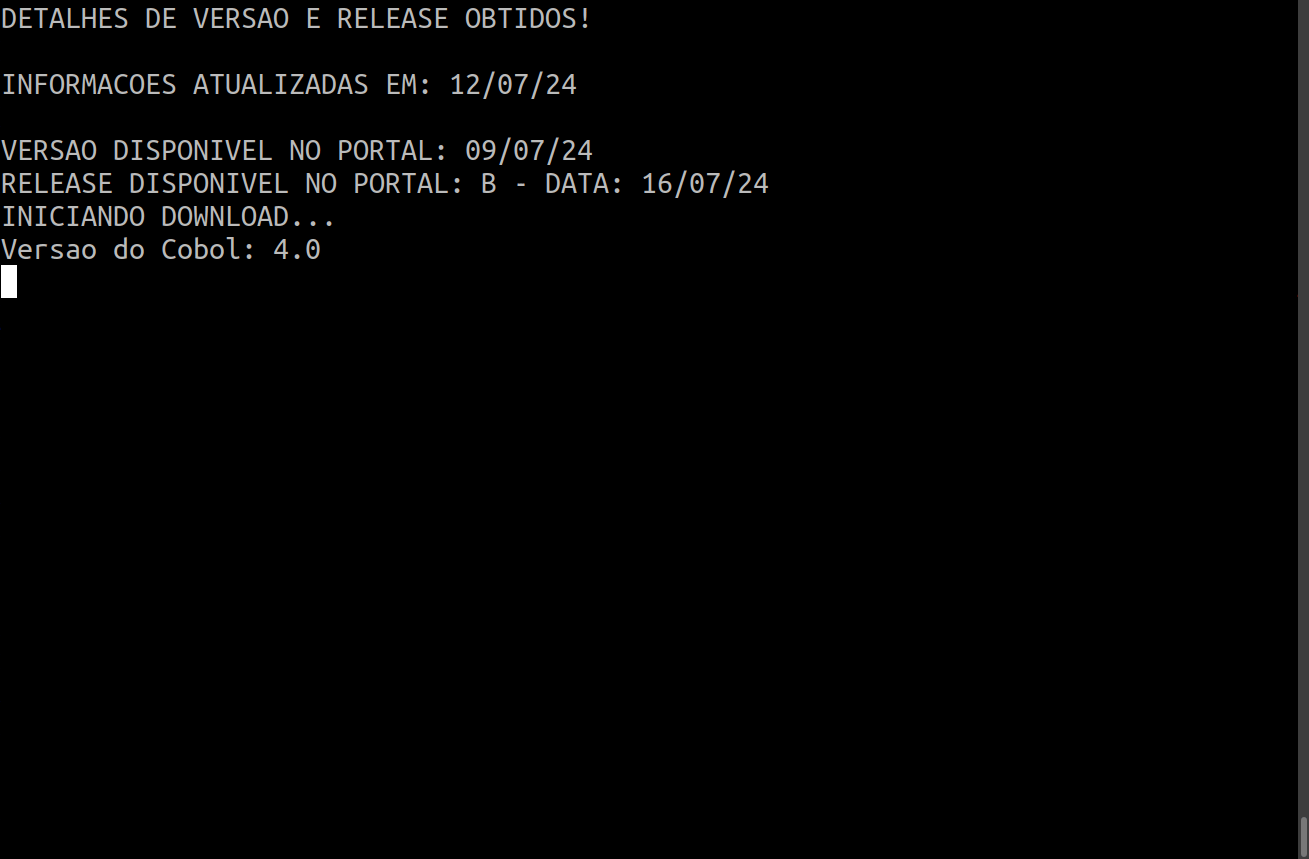 DETALHES DE VERSAO E RELEASE OBTIDOS!
INFORMACOES ATUALIZADAS EM: 12/07/24
VERSAO DISPONIVEL NO PORTAL: 09/07/24
RELEASE DISPONIVEL NO PORTAL: B - DATA: 16/07/24
INICIANDO DOWNLOAD...
Versao do Cobol: 4.0